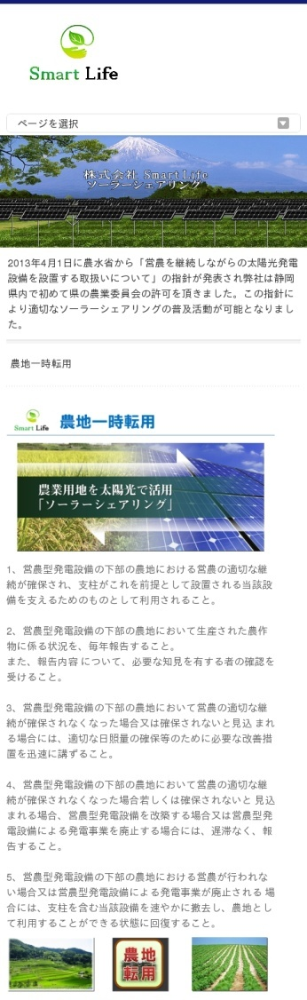 Smart Life
ページを選択
株式会社 Smart Life
ソーラーシェアリング
2013年4月1日に農水省から「営農を継続しながらの太陽光発電
設備を設置する取扱いについて」の指針が発表され弊社は静岡
県内で初めて県の農業委員会の許可を頂きました。この指針に
より適切なソーラーシェアリングの普及活動が可能となりまし
た。
農地一時転用
Smart Life 農地一時転用
農業用地を太陽光で活用
「ソーラーシェアリング」
1、営農型発電設備の下部の農地における営農の適切な継
続が確保され、支柱がこれを前提として設置される当該設
備を支えるためのものとして利用されること。
2、営農型発電設備の下部の農地において生産された農作
物に係る状況を、毎年報告すること。
また、報告内容 について、必要な知見を有する者の確認を
受けること。
3、営農型発電設備の下部の農地において営農の適切な継
続が確保されなくなった場合又は確保されないと見込 まれ
る場合には、適切な日照量の確保等のために必要な改善措
置を迅速に講ずること。
4、営農型発電設備の下部の農地において営農の適切な継
続が確保されなくなった場合若しくは確保されないと 見込
まれる場合、営農型発電設備を改築する場合又は営農型発
電設備による発電事業を廃止する場合には、遅滞なく、報
告すること。
5、営農型発電設備の下部の農地における営農が行われな
い場合又は営農型発電設備による発電事業が廃止される 場
合には、支柱を含む当該設備を速やかに撤去し、農地とし
て利用することができる状態に回復すること。
農地
転用